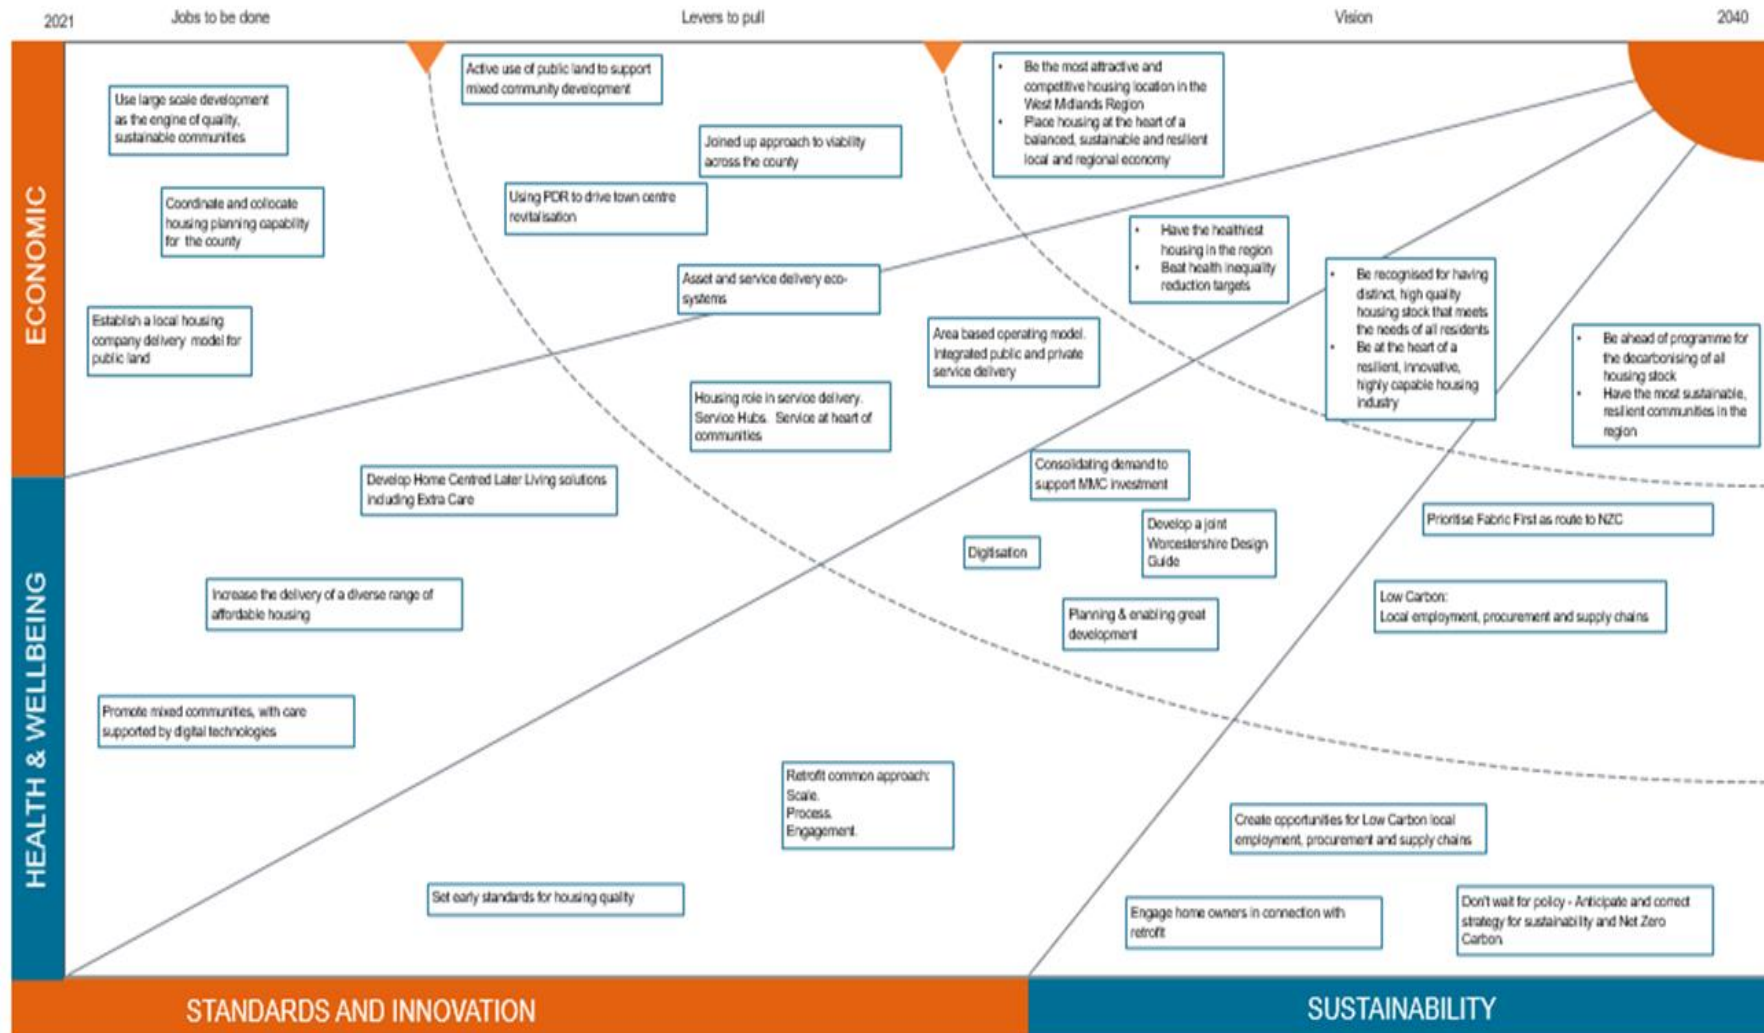 2021
Jobs to be done
Levers to pull
Vision
2040
ECONOMIC
HEALTH & WELLBEING
Use large scale development
as the engine of quality,
sustainable communities
Coordinate and collocate
housing planning capability
for the county
Establish a local housing
company delivery model for
public land
Active use of public land to support
mixed community development
Joined up approach to viability
across the county
Using PDR to drive town centre
revitalisation
Asset and service delivery eco-
systems
• Be the most attractive and
competitive housing location in the
West Midlands Region
• Place housing at the heart of a
balanced, sustainable and resilient
local and regional economy
• Have the healthiest
housing in the region
• Beat health inequality
reduction targets
• Be recognised for having
distinct, high quality
housing stock that meets
the needs of all residents
• Be at the heart of a
resilient, innovative,
highly capable housing
industry
• Be ahead of programme for
the decarbonising of all
housing stock
• Have the most sustainable,
resilient communities in the
region
Area based operating model.
Integrated public and private
service delivery
Housing role in service delivery.
Service Hubs. Service at heart of
communities
Develop Home Centred Later Living solutions
including Extra Care
Increase the delivery of a diverse range of
affordable housing
Promote mixed communities, with care
supported by digital technologies
Consolidating demand to
support MMC investment
Digitisation
Develop a joint
Worcestershire Design
Guide
Planning & enabling great
development
Prioritise Fabric First as route to NZC
Low Carbon:
Local employment, procurement and supply chains
Retrofit common approach:
Scale.
Process.
Engagement.
Set early standards for housing quality
Create opportunities for Low Carbon local
employment, procurement and supply chains
Engage home owners in connection with
retrofit
Don't wait for policy - Anticipate and correct
strategy for sustainability and Net Zero
Carbon.
STANDARDS AND INNOVATION
SUSTAINABILITY